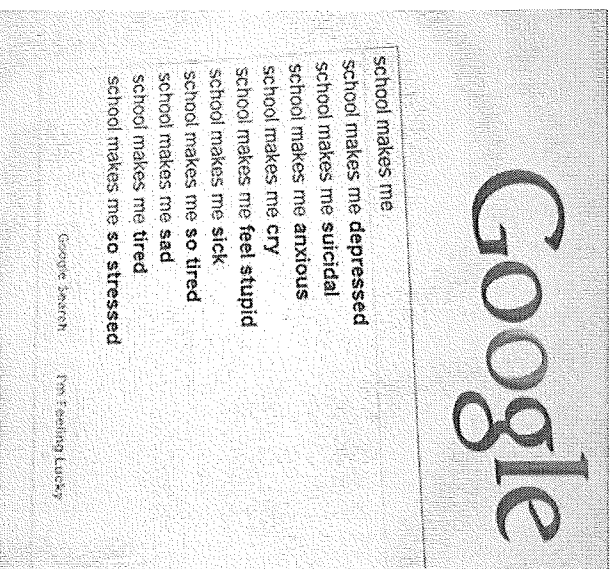 Google
school makes me
school makes me depressed
school makes me suicidal
school makes me anxious
school makes me cry
school makes me feel stupid
school makes me sick
school makes me so tired
school makes me sad
school makes me tired
school makes me so stressed
Google Search I'm Feeling Lucky